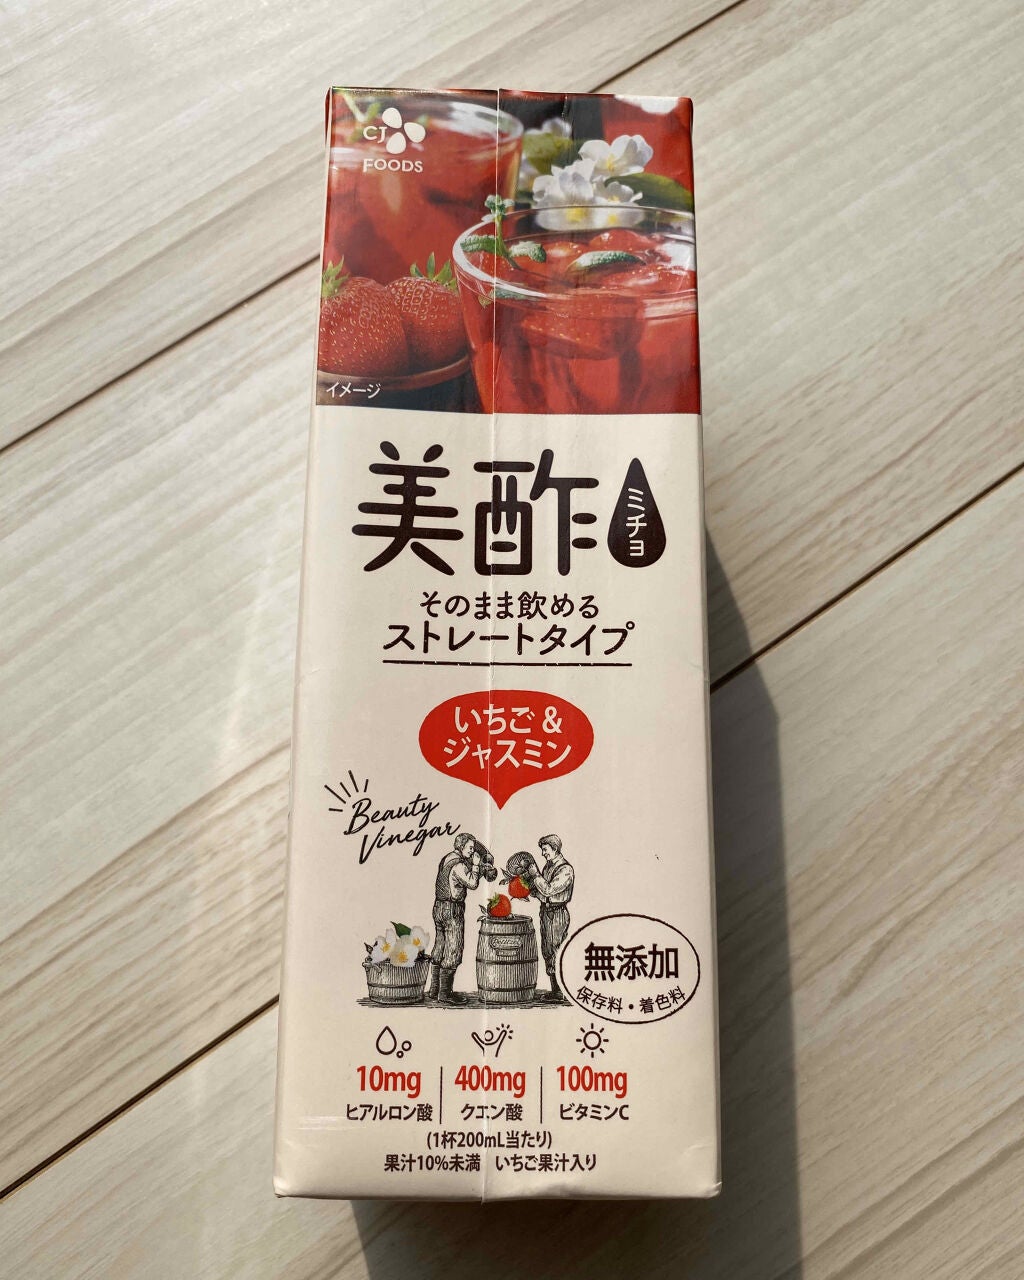 CJ
FOODS
イメージ
美酢
ミチョ
そのまま飲める
ストレートタイプ
いちご&
ジャスミン
Beauty
Vinegar
無添加
保存料・着色料
10mg 400mg 100mg
ヒアルロン酸 クエン酸 ビタミンC
(1杯200mL当たり)
果汁10%未満 いちご果汁入り